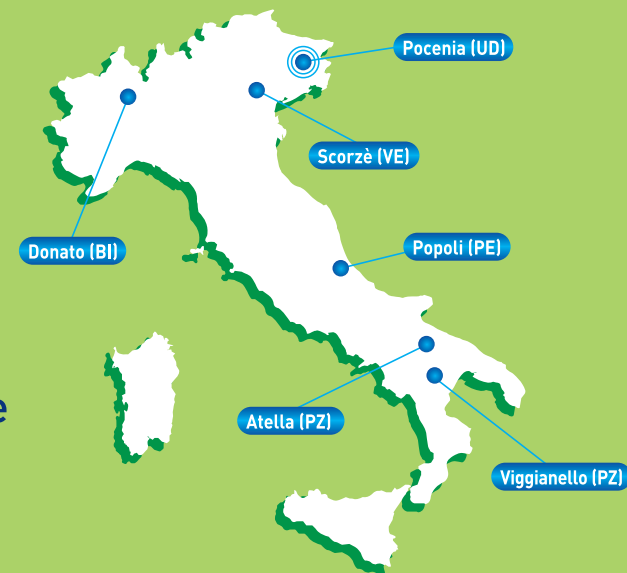 Pocenia (UD)
Scorzè (VE)
Donato (BI)
Popoli (PE)
e
Atella (PZ)
Viggianello (PZ)